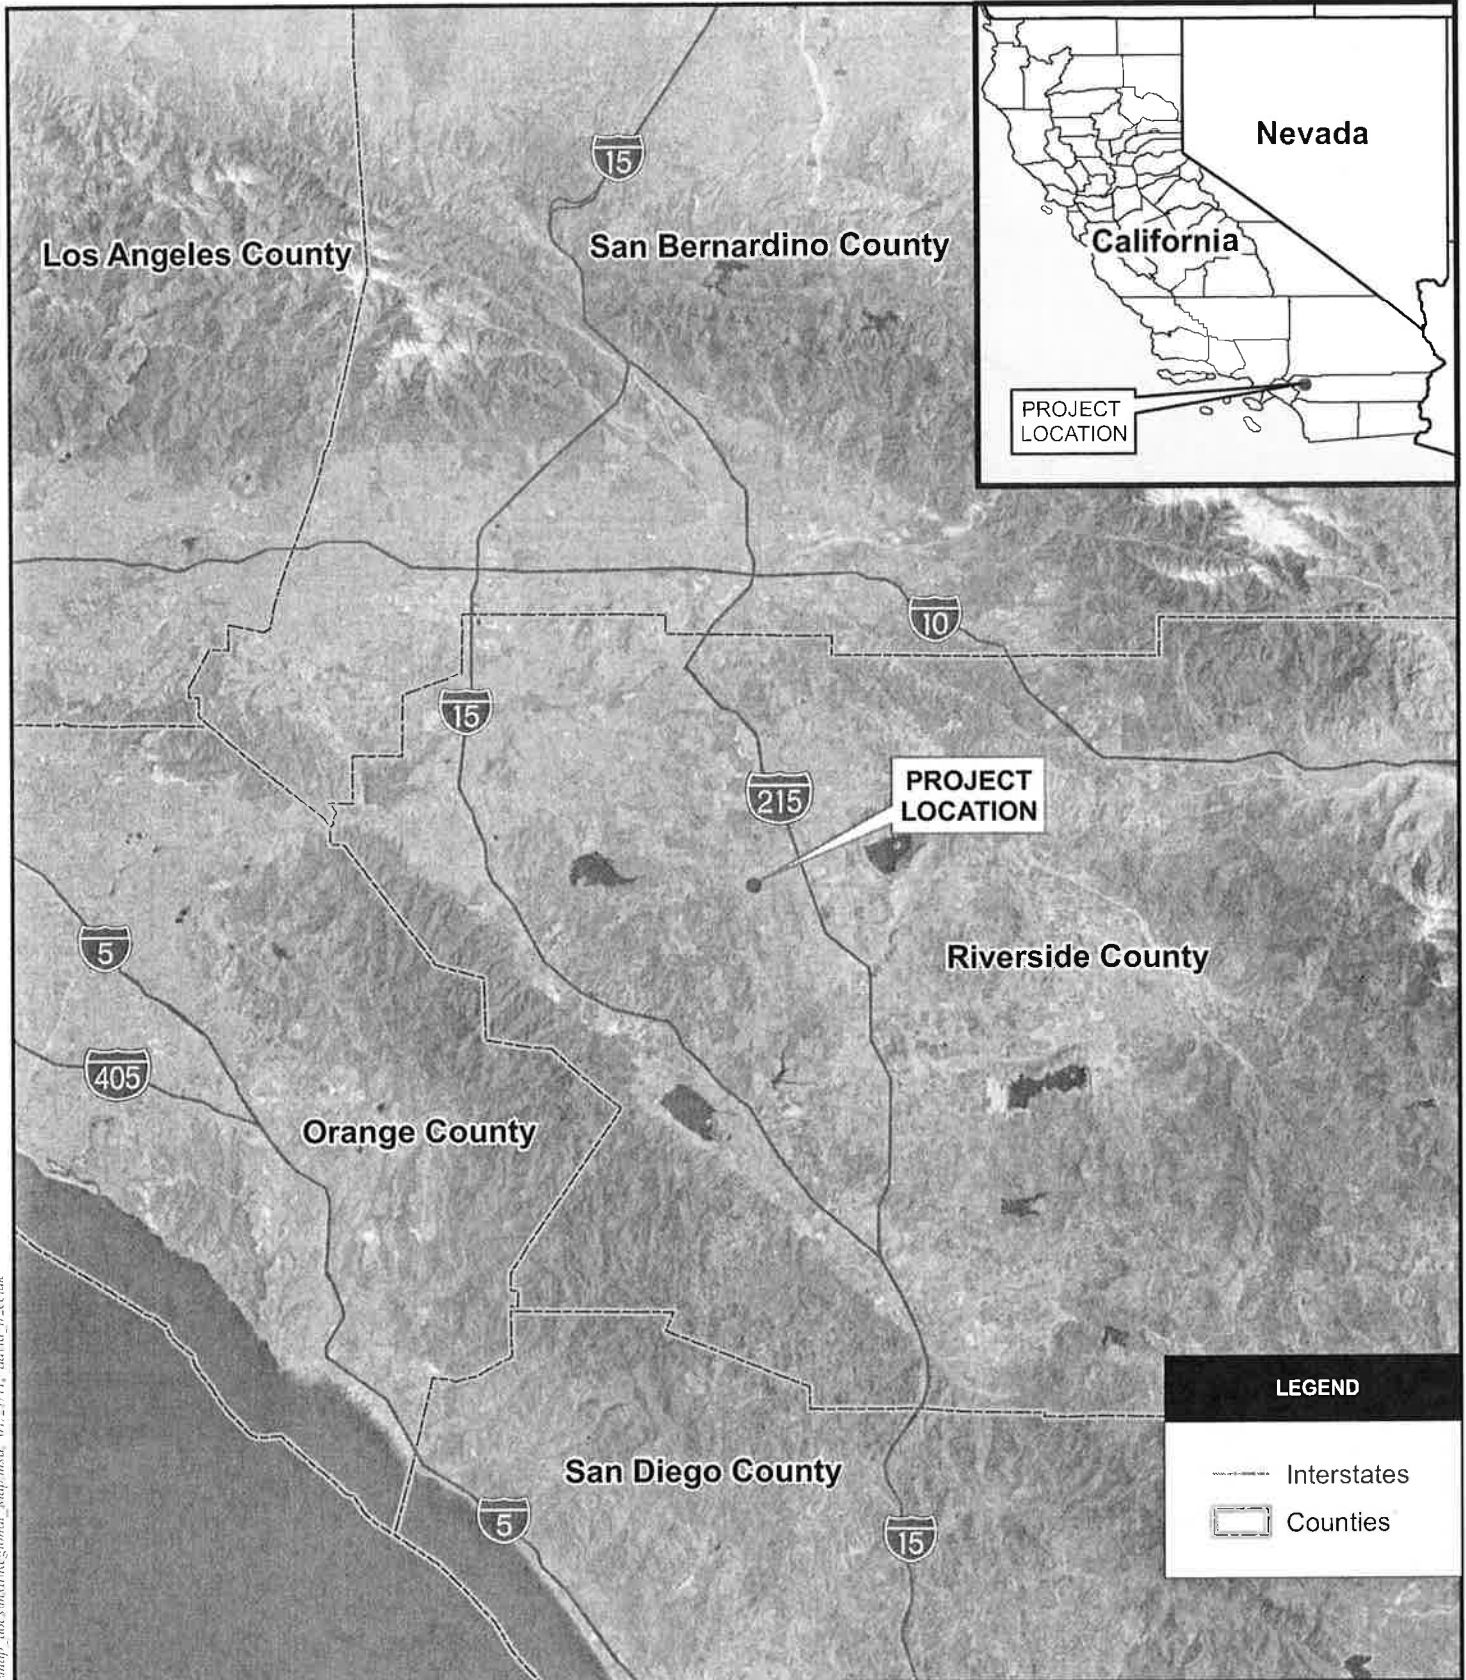 Nevada
California
PROJECT
LOCATION
15
Los Angeles County
San Bernardino County
10
15
215
PROJECT
LOCATION
Riverside County
5
405
Orange County
San Diego County
5
15
LEGEND
Interstates
Counties